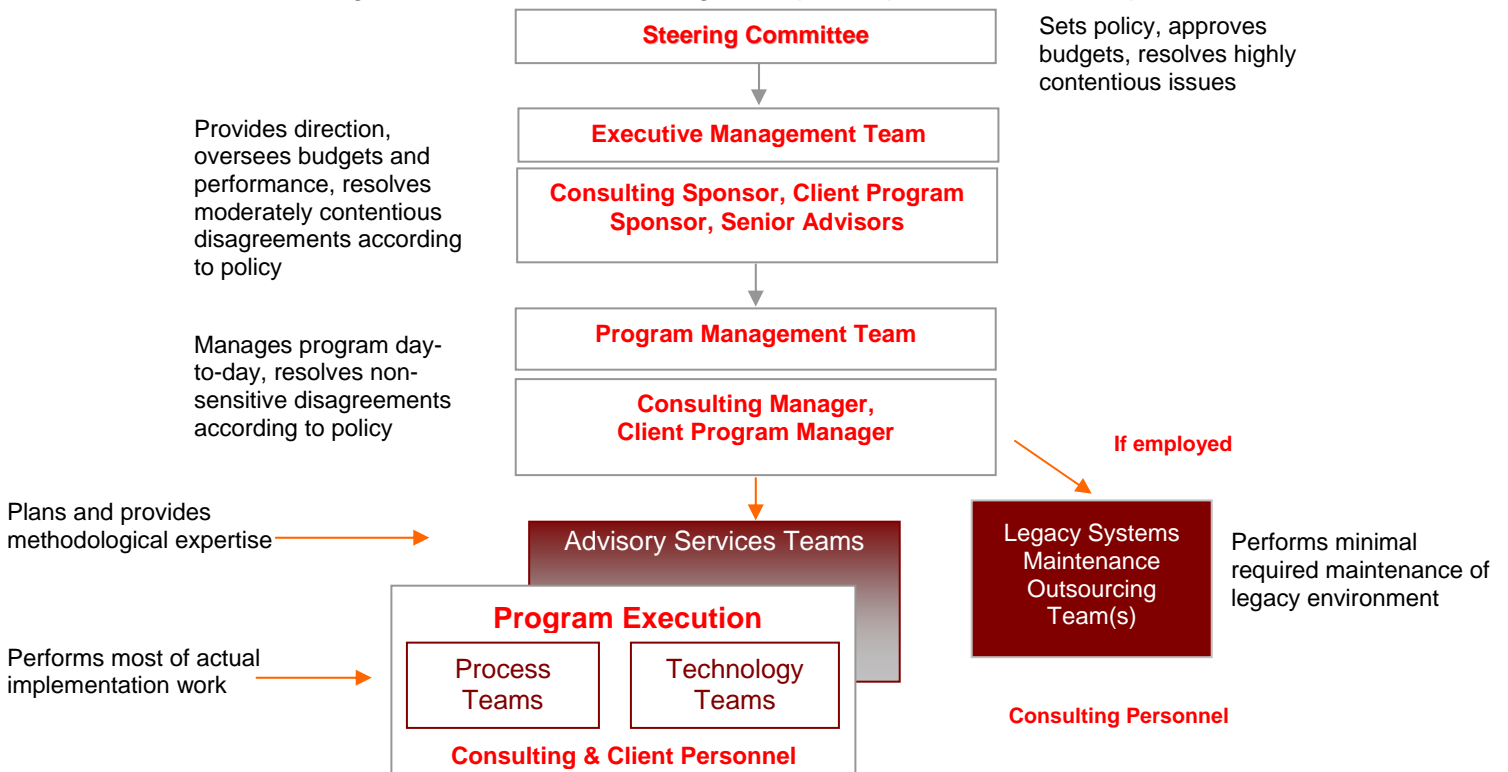 Steering Committee
Sets policy, approves
budgets, resolves highly
contentious issues
Provides direction,
oversees budgets and
performance, resolves
moderately contentious
disagreements according
to policy
Executive Management Team
Consulting Sponsor, Client Program
Sponsor, Senior Advisors
Manages program day-
to-day, resolves non-
sensitive disagreements
according to policy
Program Management Team
Consulting Manager,
Client Program Manager
If employed
Plans and provides
methodological expertise
Advisory Services Teams
Legacy Systems
Maintenance
Outsourcing
Team(s)
Performs minimal
required maintenance of
legacy environment
Performs most of actual
implementation work
Program Execution
Process
Teams
Technology
Teams
Consulting & Client Personnel
Consulting Personnel